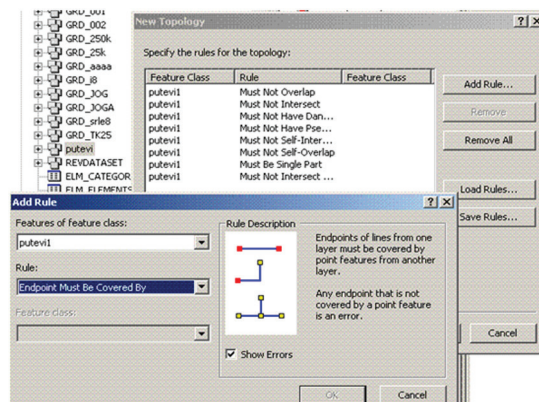 GRD_001
GRD_002
GRD_250k
GRD_25k
GRD_aaaa
GRD_i8
GRD_JOG
GRD_JOGA
GRD_srle8
GRD_TK25
putevi
REVDATASET
ELM_CATEGOR
ELM_ELEMENTS
New Topology
Specify the rules for the topology:
Feature Class Rule Feature Class
putevi1 Must Not Overlap
putevi1 Must Not Intersect
putevi1 Must Not Have Dan...
putevi1 Must Not Have Pse...
putevi1 Must Not Self-Inter...
putevi1 Must Not Self-Overlap
putevi1 Must Be Single Part
putevi1 Must Not Intersect ...
Add Rule...
Remove
Remove All
Load Rules...
Save Rules...
Cancel
Add Rule
Features of feature class:
putevi1
Rule:
Endpoint Must Be Covered By
Feature class:
Rule Description
Endpoints of lines from one
layer must be covered by
point features from another
layer.
Any endpoint that is not
covered by a point feature
is an error.
Show Errors
OK
Cancel